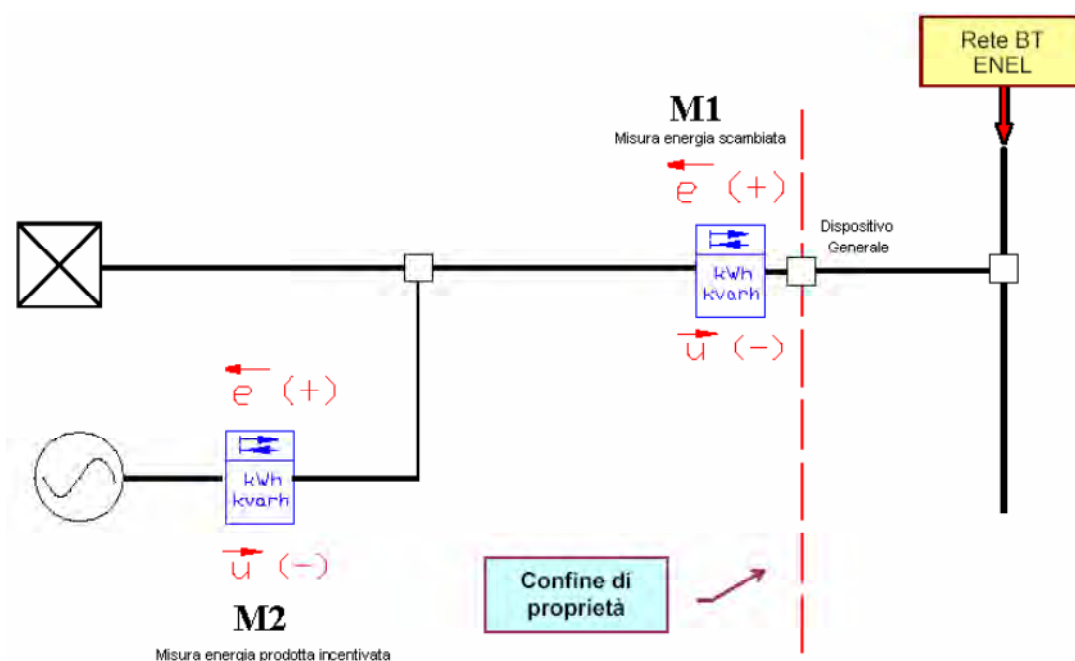 Rete BT
ENEL
M1
Misura energia scambiata
e (+)
Dispositivo
Generale
kWh
kvarh
u (-)
e (+)
kWh
kvarh
u (-)
Confine di
proprietà
M2
Misura energia prodotta incentivata